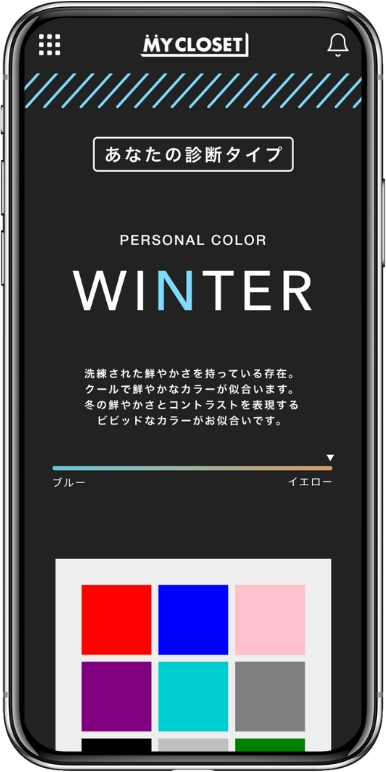 MY CLOSET
あなたの診断タイプ
PERSONAL COLOR
WINTER
洗練された鮮やかさを持っている存在。
クールで鮮やかなカラーが似合います。
冬の鮮やかさとコントラストを表現する
ビビッドなカラーがお似合いです。
ブルー
イエロー